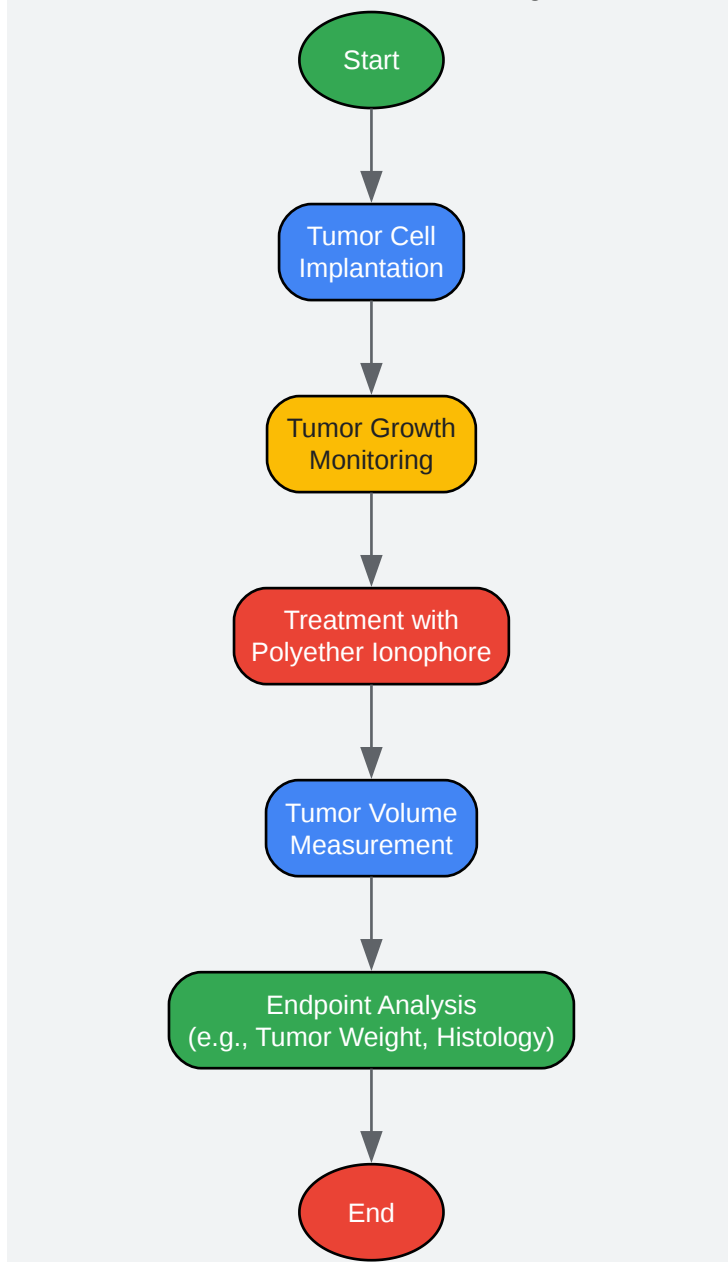 Start
Tumor Cell
Implantation
Tumor Growth
Monitoring
Treatment with
Polyether Ionophore
Tumor Volume
Measurement
Endpoint Analysis
(e.g., Tumor Weight, Histology)
End